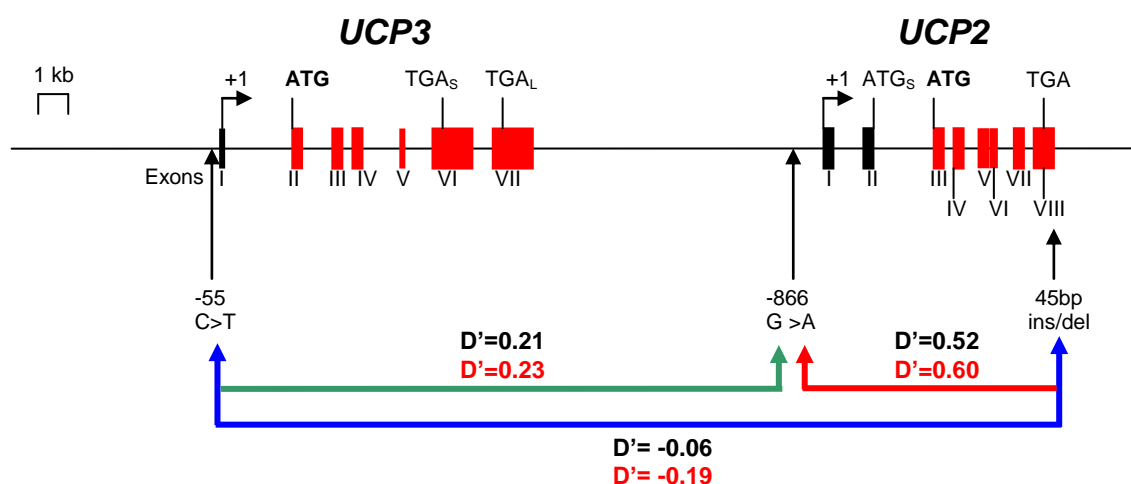 UCP3 UCP2
1 kb +1 ATG TGAS TGAL +1 ATGS ATG TGA
Exons I II III IV V VI VII I II III V VII
IV VI VIII
-55 -866 45bp
C>T G >A ins/del
D’=0.21 D’=0.52
D’=0.23 D’=0.60
D’= -0.06
D’= -0.19